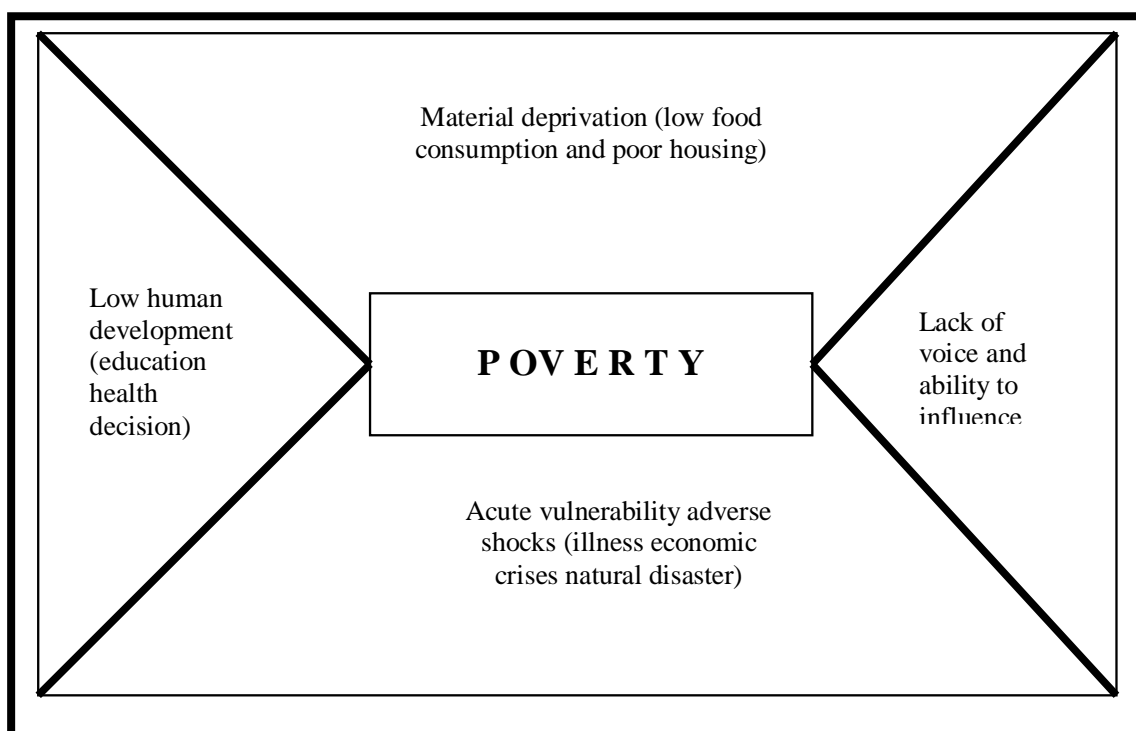 Material deprivation (low food
consumption and poor housing)
Low human
development
(education
health
decision)
P OV E R T Y
Lack of
voice and
ability to
influence
Acute vulnerability adverse
shocks (illness economic
crises natural disaster)